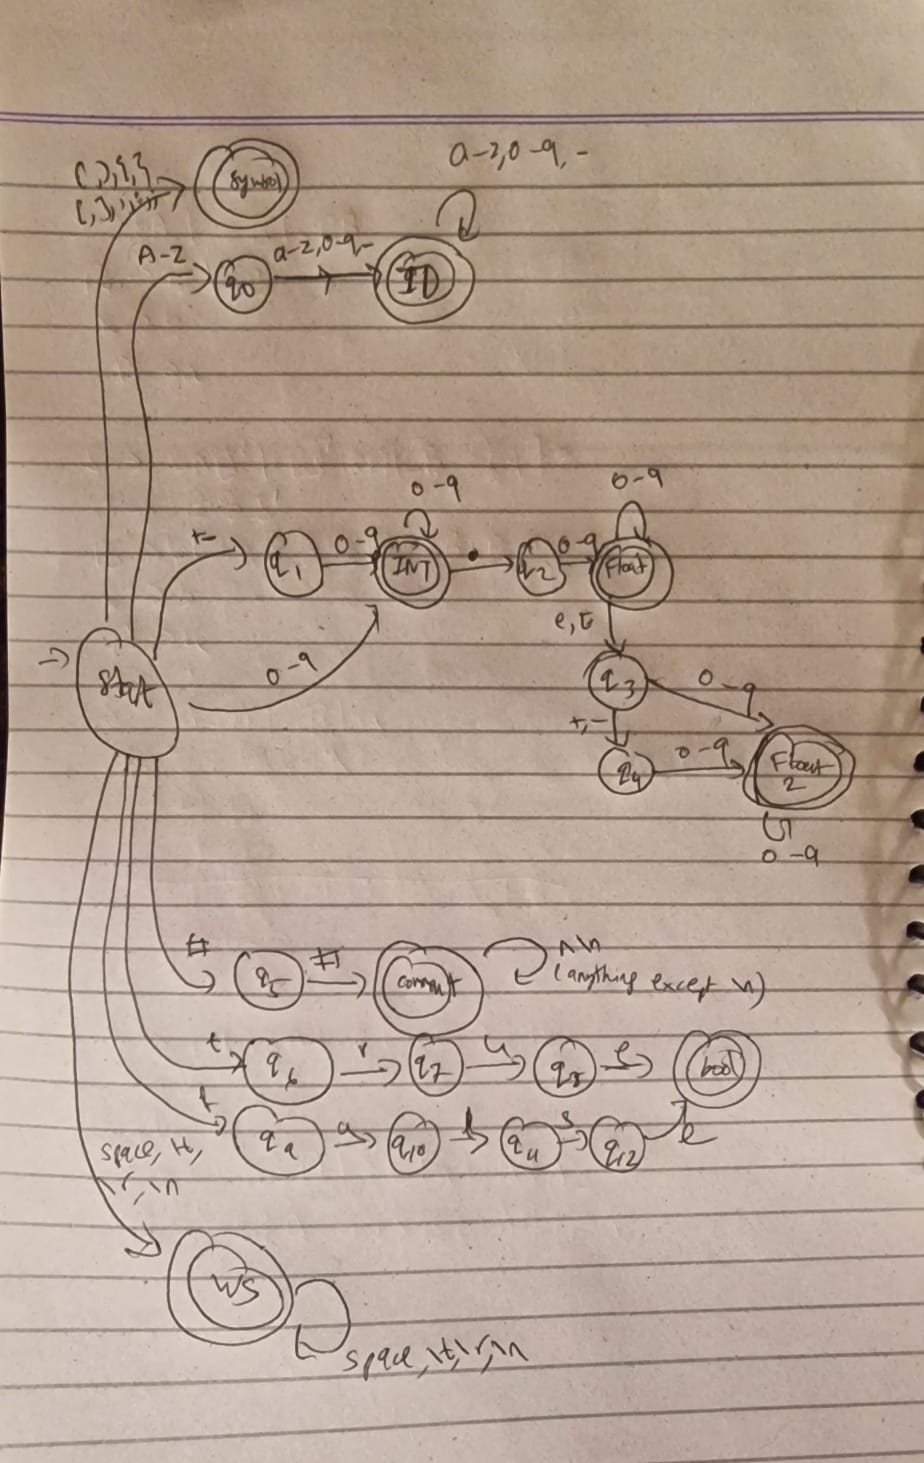 a-z,0-9,-
(,),{,}
symbol
A-Z
a-z,0-9-
q0
ID
0-9
0-9
+-
q1
0-9
INT
.
q2
0-9
Float
e,E
start
0-9
q3
0-9
+,-
q4
0-9
Float
2
0-9
#
q5
#
^\n
(anything except \n)
t
q6
r
q7
u
q8
e
bool
f
q9
a
q10
l
q11
s
q12
e
space, \t,
\r, \n
WS
space,\t,\r,\n